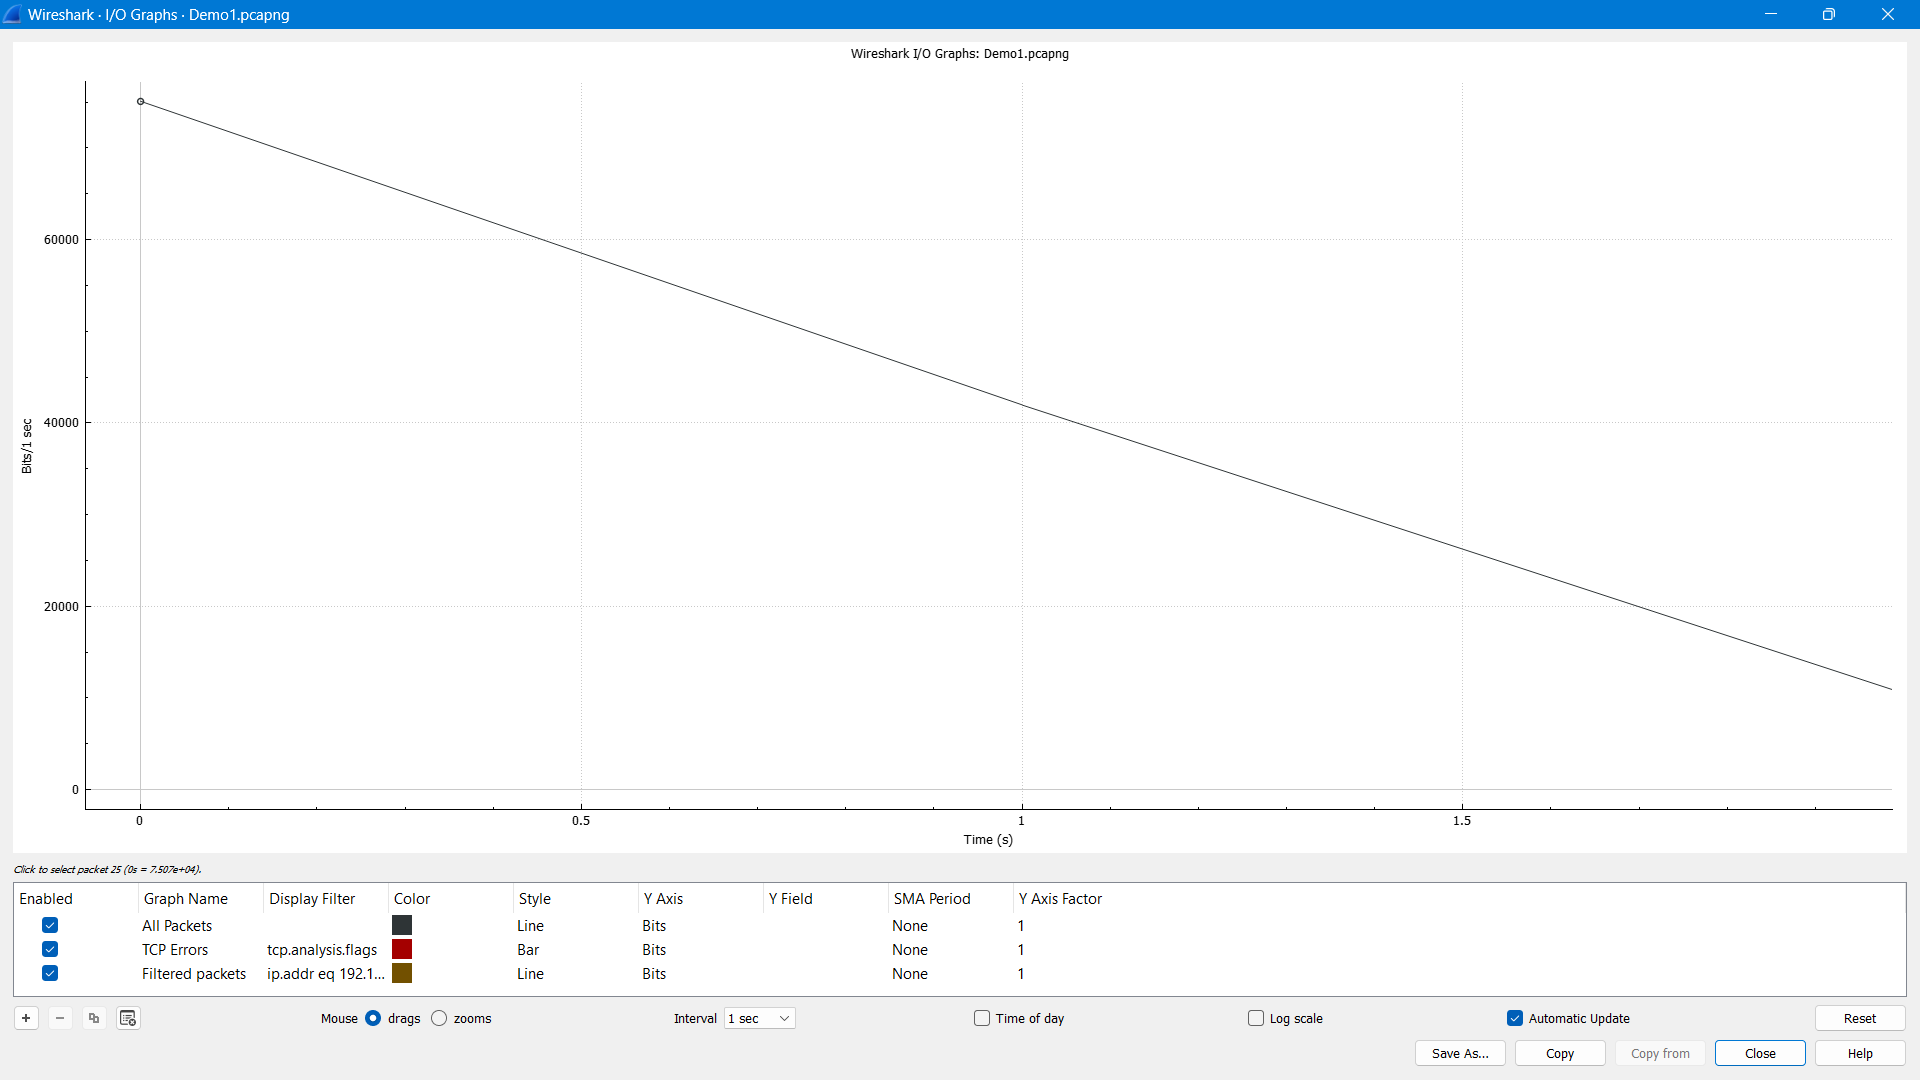 Wireshark · I/O Graphs · Demo1.pcapng
Wireshark I/O Graphs: Demo1.pcapng
60000
40000
20000
0
Bits/1 sec
0 0.5 1 1.5
Time (s)
Click to select packet 25 (0s = 7.507e+04).
Enabled Graph Name Display Filter Color Style Y Axis Y Field SMA Period Y Axis Factor
All Packets Line Bits None 1
TCP Errors tcp.analysis.flags Bar Bits None 1
Filtered packets ip.addr eq 192.1... Line Bits None 1
+ − Mouse drags zooms Interval 1 sec Time of day Log scale Automatic Update Reset
Save As... Copy Copy from Close Help